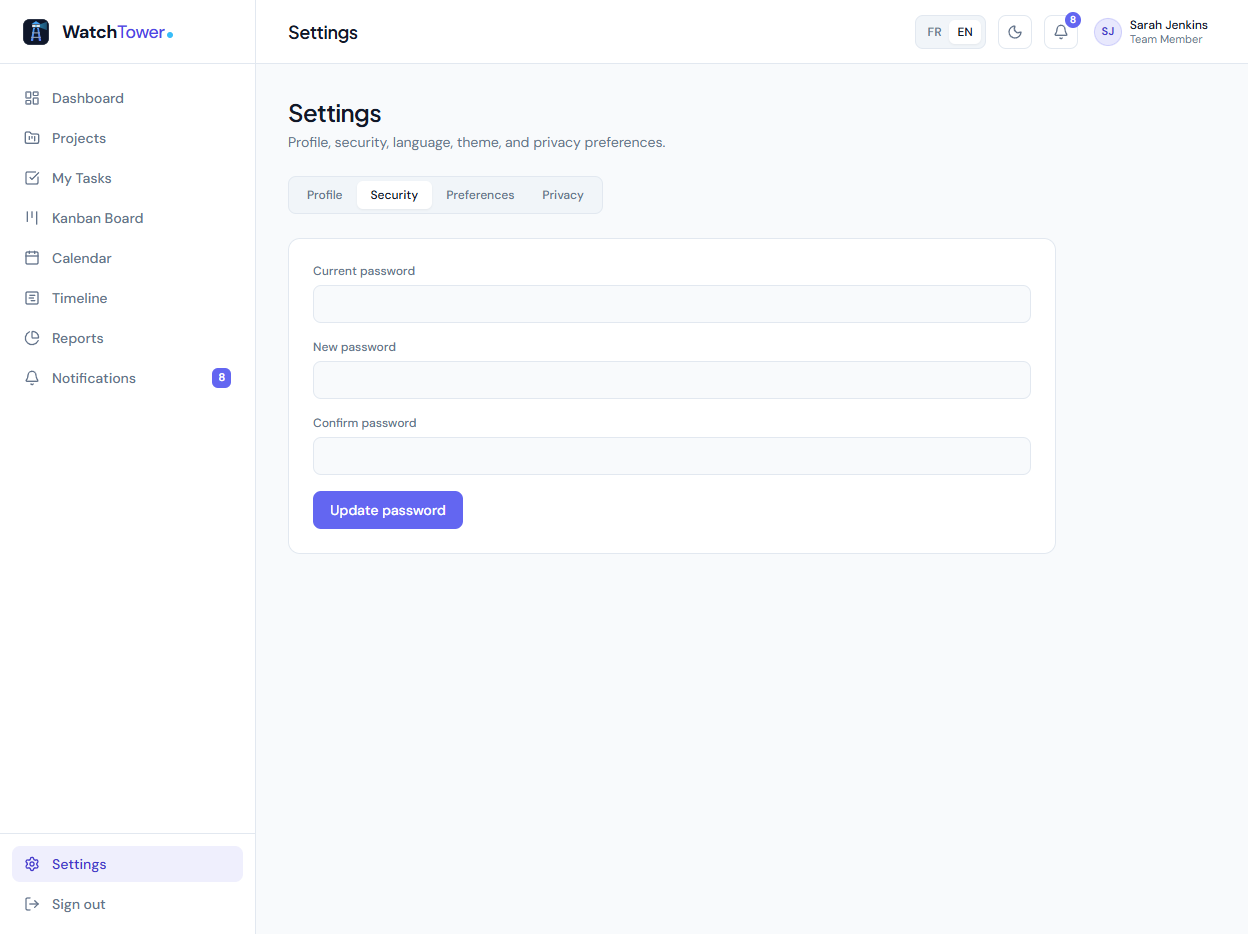 WatchTower
Settings
FR EN
8
SJ
Sarah Jenkins
Team Member
Dashboard
Projects
My Tasks
Kanban Board
Calendar
Timeline
Reports
Notifications 8
Settings
Sign out
Settings
Profile, security, language, theme, and privacy preferences.
Profile Security Preferences Privacy
Current password
New password
Confirm password
Update password